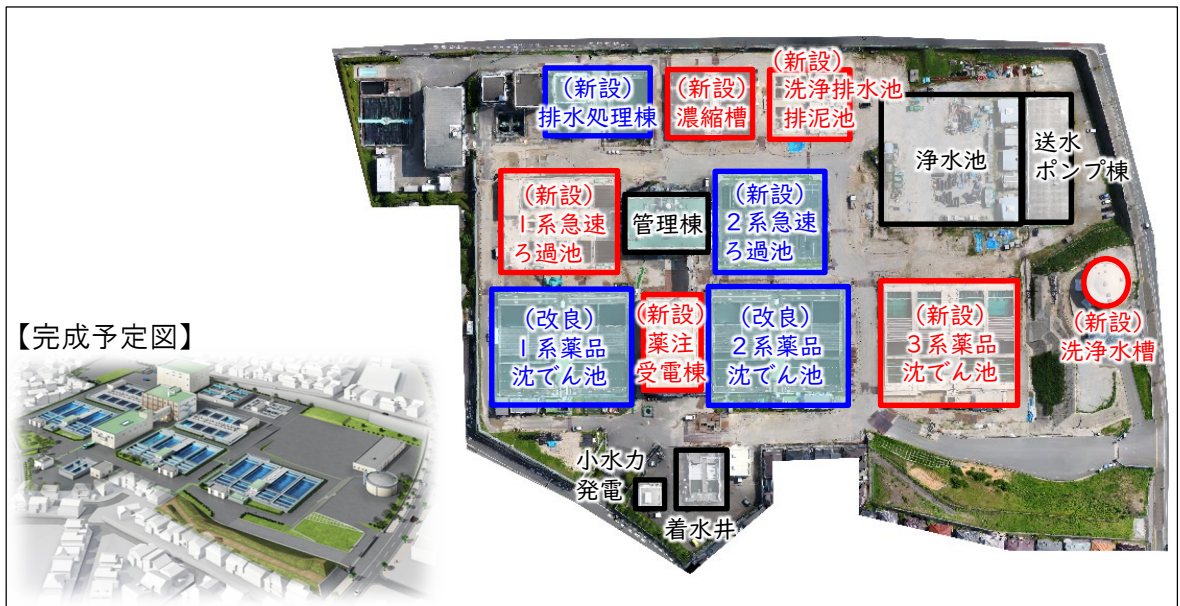 (新設)
排水処理棟
(新設)
濃縮槽
(新設)
洗浄排水池
排泥池
浄水池
送水
ポンプ棟
(新設)
1系急速
ろ過池
管理棟
(新設)
2系急速
ろ過池
(改良)
1系薬品
沈でん池
(新設)
薬注
受電棟
(改良)
2系薬品
沈でん池
(新設)
3系薬品
沈でん池
(新設)
洗浄水槽
【完成予定図】
小水力
発電
着水井